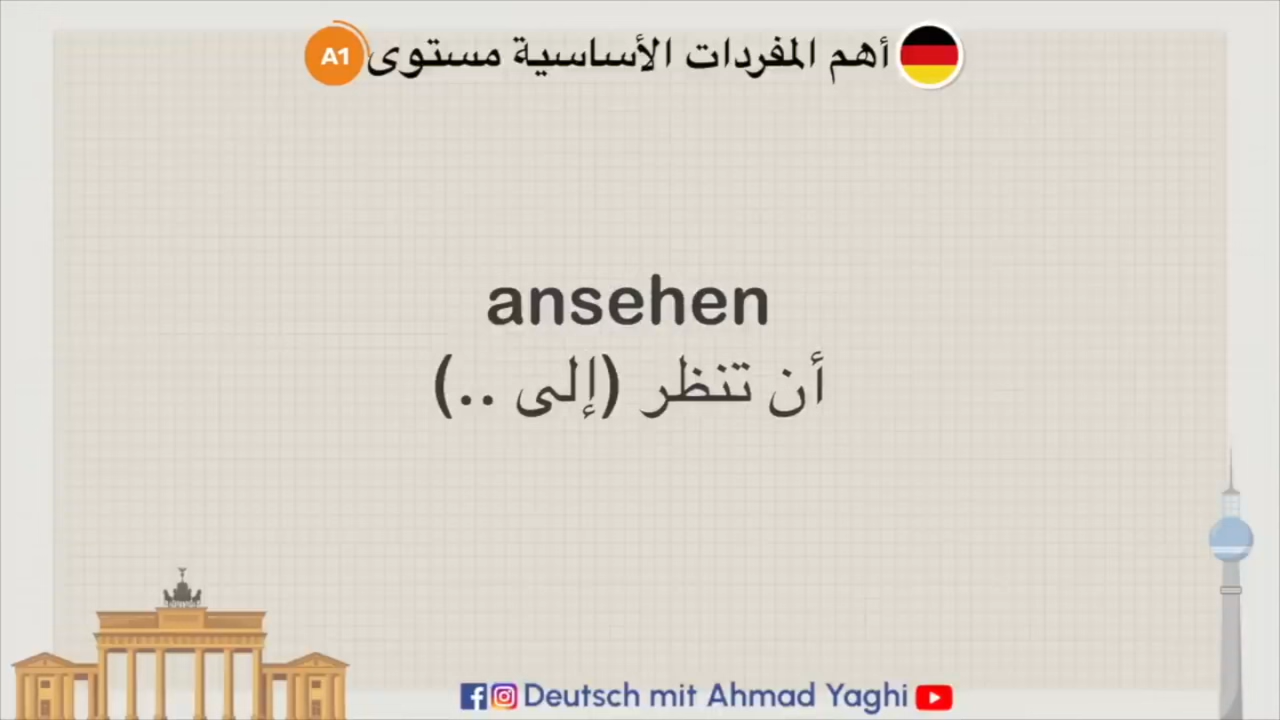 أهم المفردات الأساسية مستوى A1
ansehen
أن تنظر (إلى ..)
Deutsch mit Ahmad Yaghi